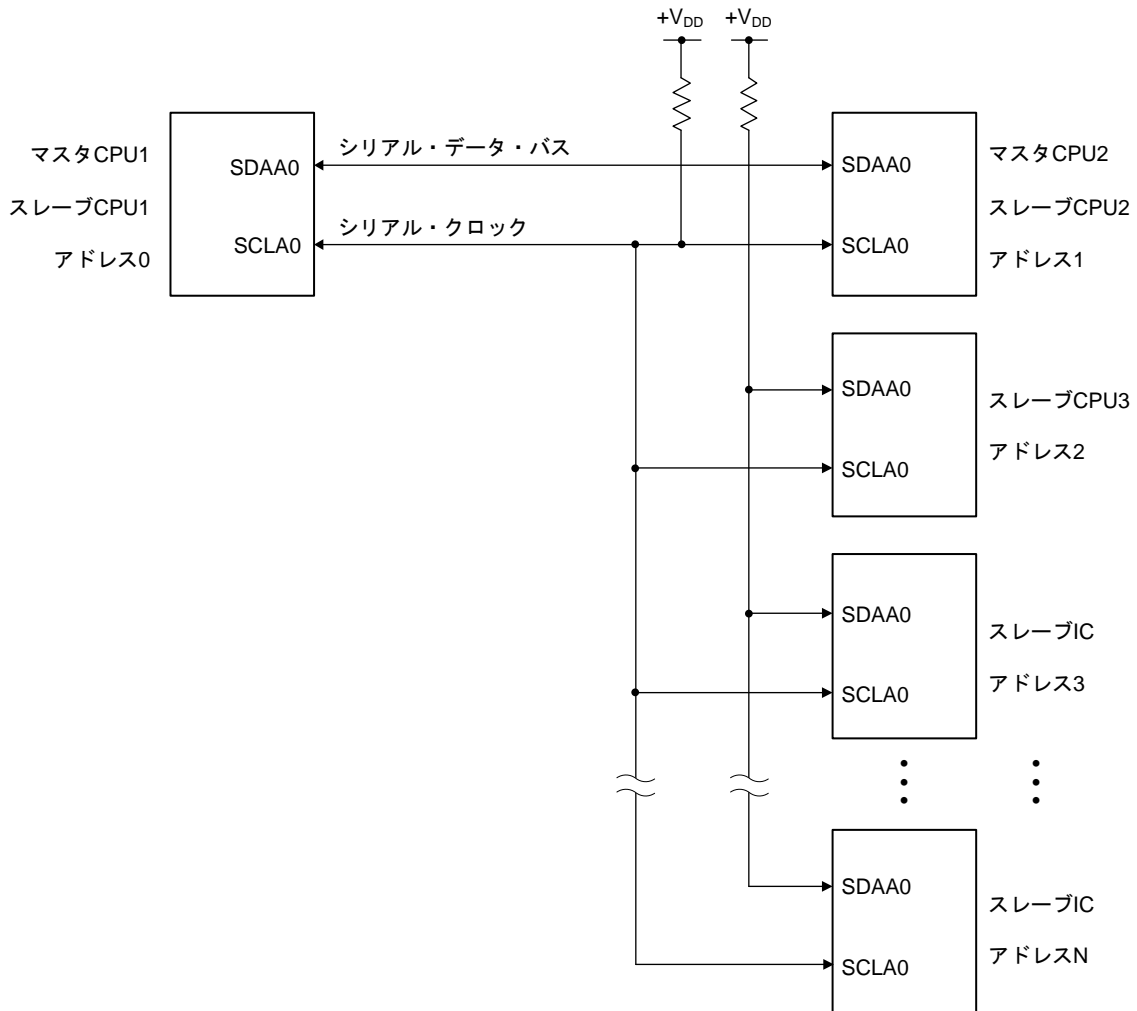 +VDD +VDD
マスタCPU1
スレーブCPU1
アドレス0
SDAA0
SCLA0
シリアル・データ・バス
シリアル・クロック
SDAA0
SCLA0
マスタCPU2
スレーブCPU2
アドレス1
SDAA0
SCLA0
スレーブCPU3
アドレス2
SDAA0
SCLA0
スレーブIC
アドレス3
SDAA0
SCLA0
スレーブIC
アドレスN